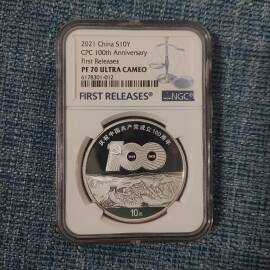 2021 China S10Y
CPC 100th Anniversary
First Releases
PF 70 ULTRA CAMEO
6178301-012
FIRST RELEASES
NGC
庆祝中国共产党成立100周年
100
10元